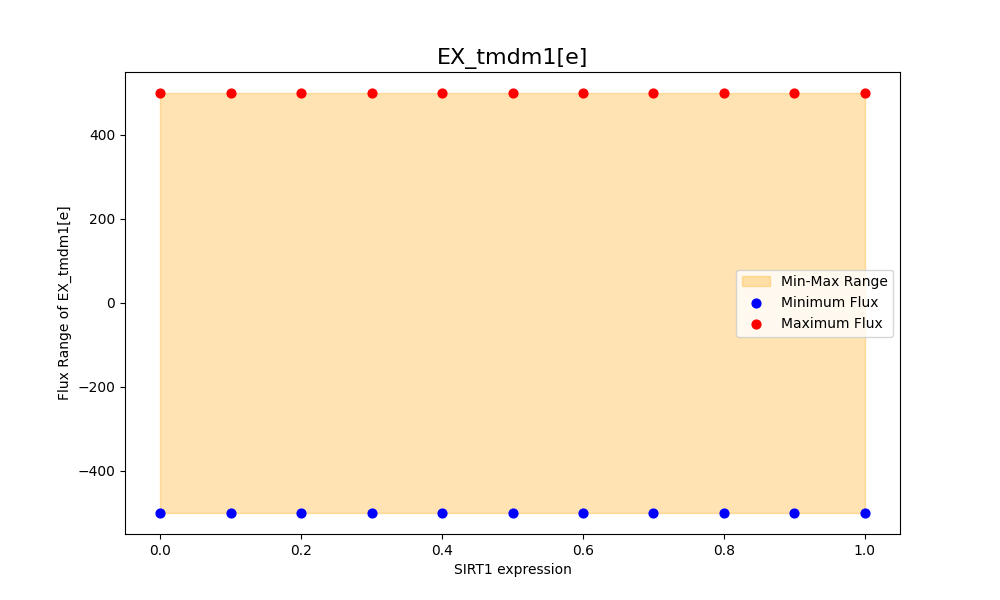 EX_tmdm1[e]
Flux Range of EX_tmdm1[e]
400
200
0
−200
−400
Min-Max Range
Minimum Flux
Maximum Flux
0.0 0.2 0.4 0.6 0.8 1.0
SIRT1 expression